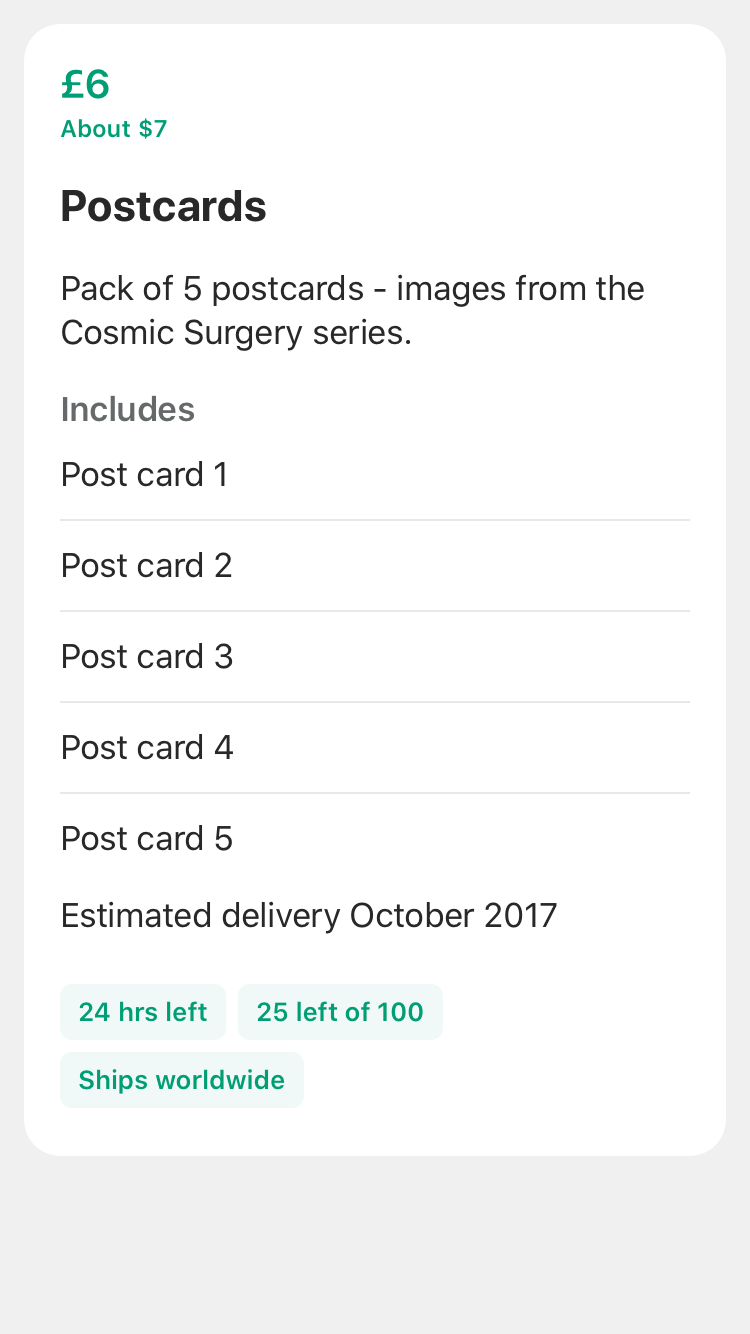 £6
About $7
Postcards
Pack of 5 postcards - images from the
Cosmic Surgery series.
Includes
Post card 1
Post card 2
Post card 3
Post card 4
Post card 5
Estimated delivery October 2017
24 hrs left
25 left of 100
Ships worldwide